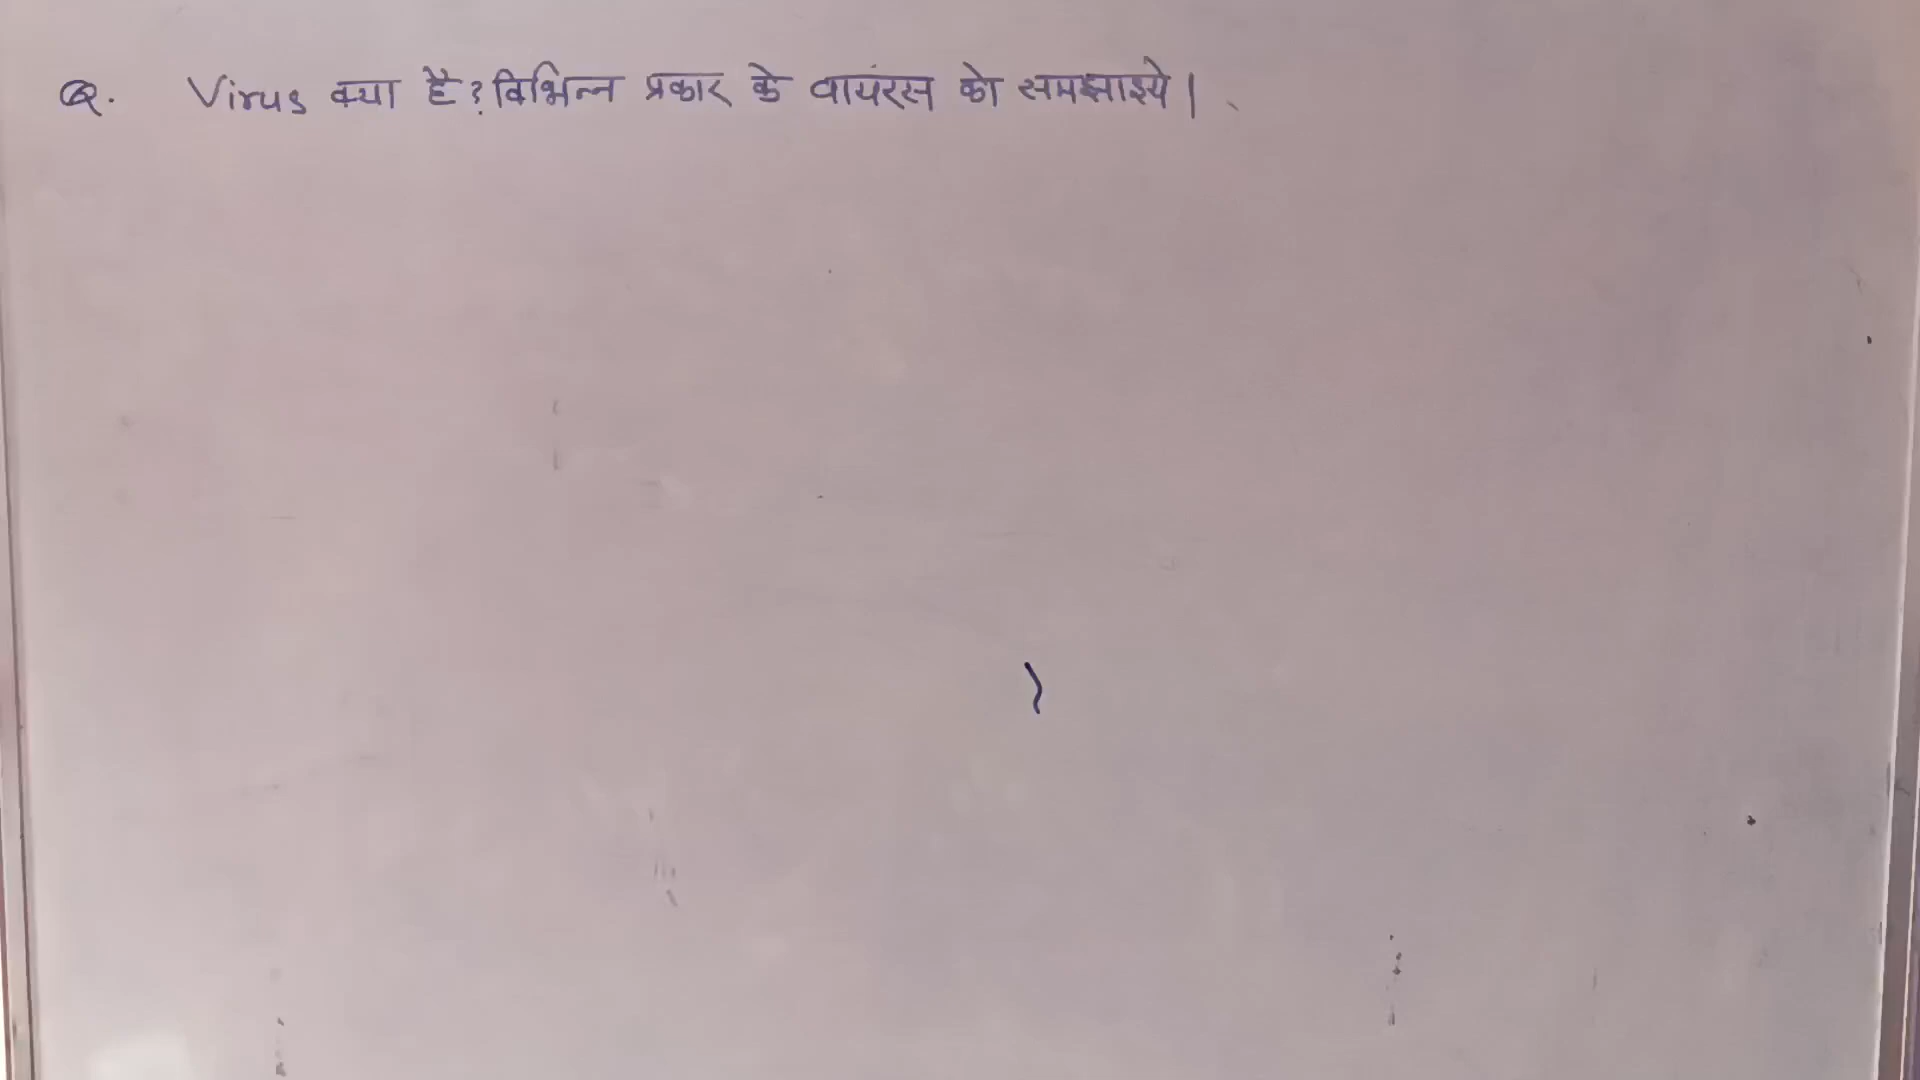 Q. Virus क्या है? विभिन्न प्रकार के वायरस को समझाइये।